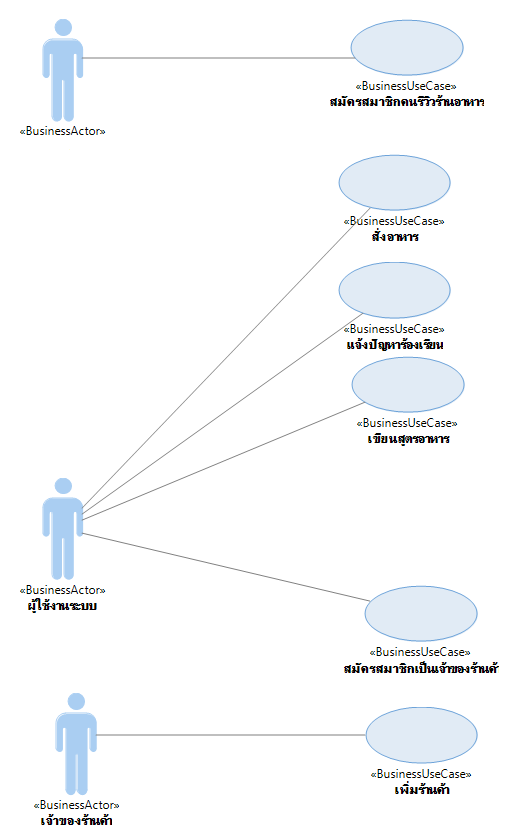 «BusinessUseCase»
สมัครสมาชิกคนรีวิวร้านอาหาร
«BusinessActor»
«BusinessUseCase»
สั่งอาหาร
«BusinessUseCase»
แจ้งปัญหาร้องเรียน
«BusinessUseCase»
เขียนสูตรอาหาร
«BusinessActor»
ผู้ใช้งานระบบ
«BusinessUseCase»
สมัครสมาชิกเป็นเจ้าของร้านค้า
«BusinessUseCase»
เพิ่มร้านค้า
«BusinessActor»
เจ้าของร้านค้า